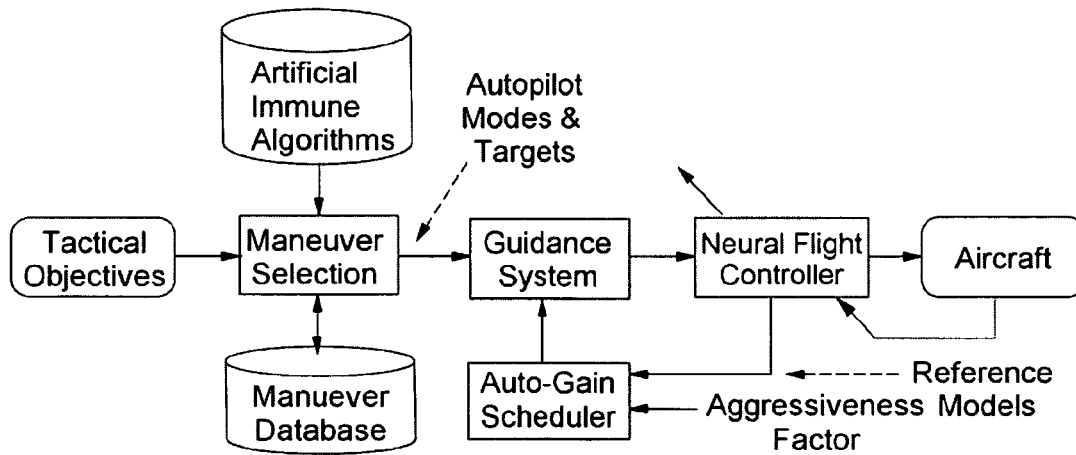 Artificial
Immune
Algorithms
Autopilot
Modes &
Targets
Tactical
Objectives
Maneuver
Selection
Guidance
System
Neural Flight
Controller
Aircraft
Manuever
Database
Auto-Gain
Scheduler
Reference
Models
Aggressiveness
Factor